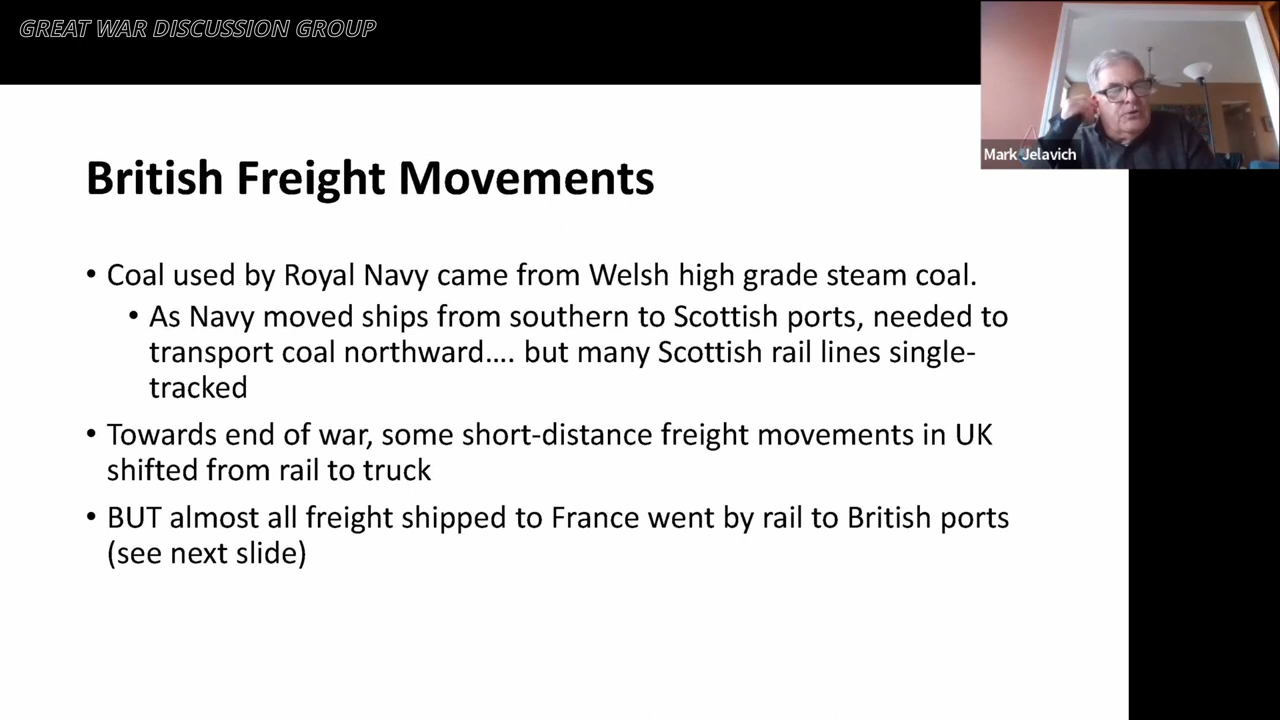 GREAT WAR DISCUSSION GROUP
Mark Jelavich
British Freight Movements
• Coal used by Royal Navy came from Welsh high grade steam coal.
• As Navy moved ships from southern to Scottish ports, needed to
transport coal northward…. but many Scottish rail lines single-
tracked
• Towards end of war, some short-distance freight movements in UK
shifted from rail to truck
• BUT almost all freight shipped to France went by rail to British ports
(see next slide)